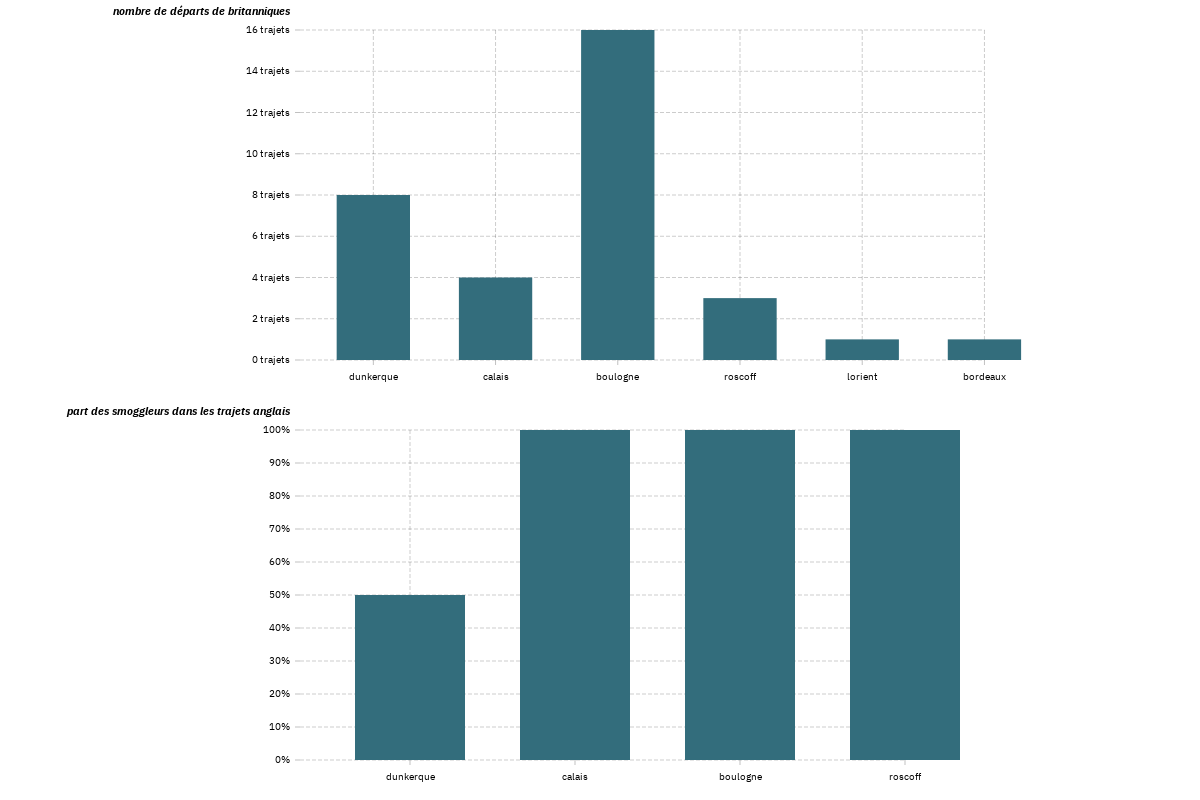 nombre de départs de britanniques
16 trajets
14 trajets
12 trajets
10 trajets
8 trajets
6 trajets
4 trajets
2 trajets
0 trajets
dunkerque calais boulogne roscoff lorient bordeaux
part des smoggleurs dans les trajets anglais
100%
90%
80%
70%
60%
50%
40%
30%
20%
10%
0%
dunkerque calais boulogne roscoff